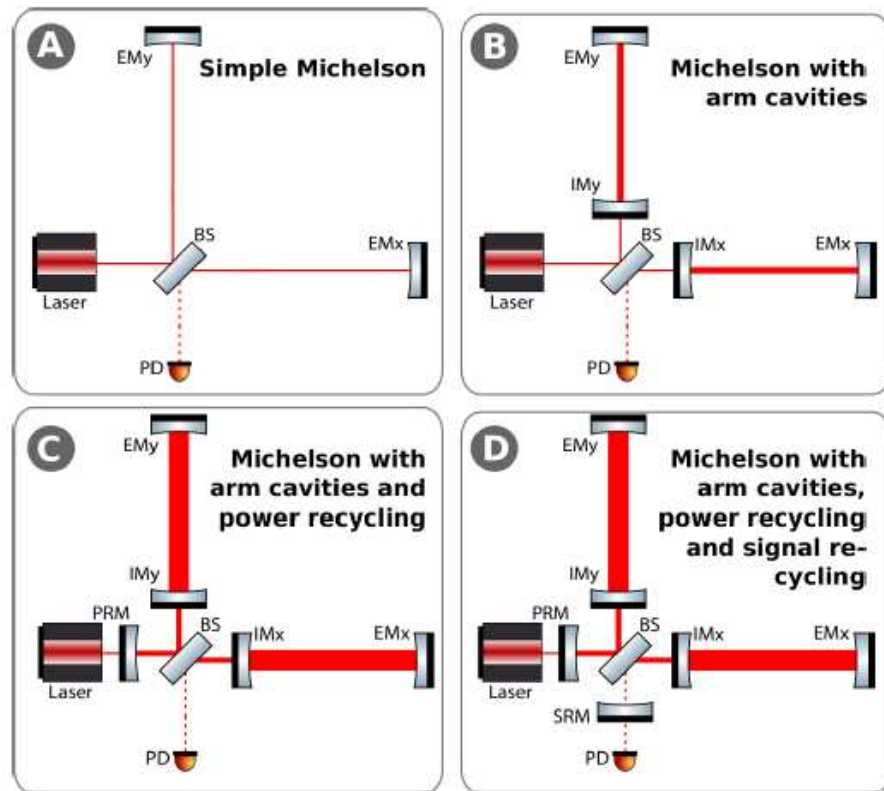 A
EMy
Simple Michelson
BS
EMx
Laser
PD
B
EMy
Michelson with
arm cavities
IMy
BS
IMx
EMx
Laser
PD
C
EMy
Michelson with
arm cavities and
power recycling
IMy
PRM
BS
IMx
EMx
Laser
PD
D
EMy
Michelson with
arm cavities,
power recycling
and signal re-
cycling
IMy
PRM
BS
IMx
EMx
Laser
SRM
PD